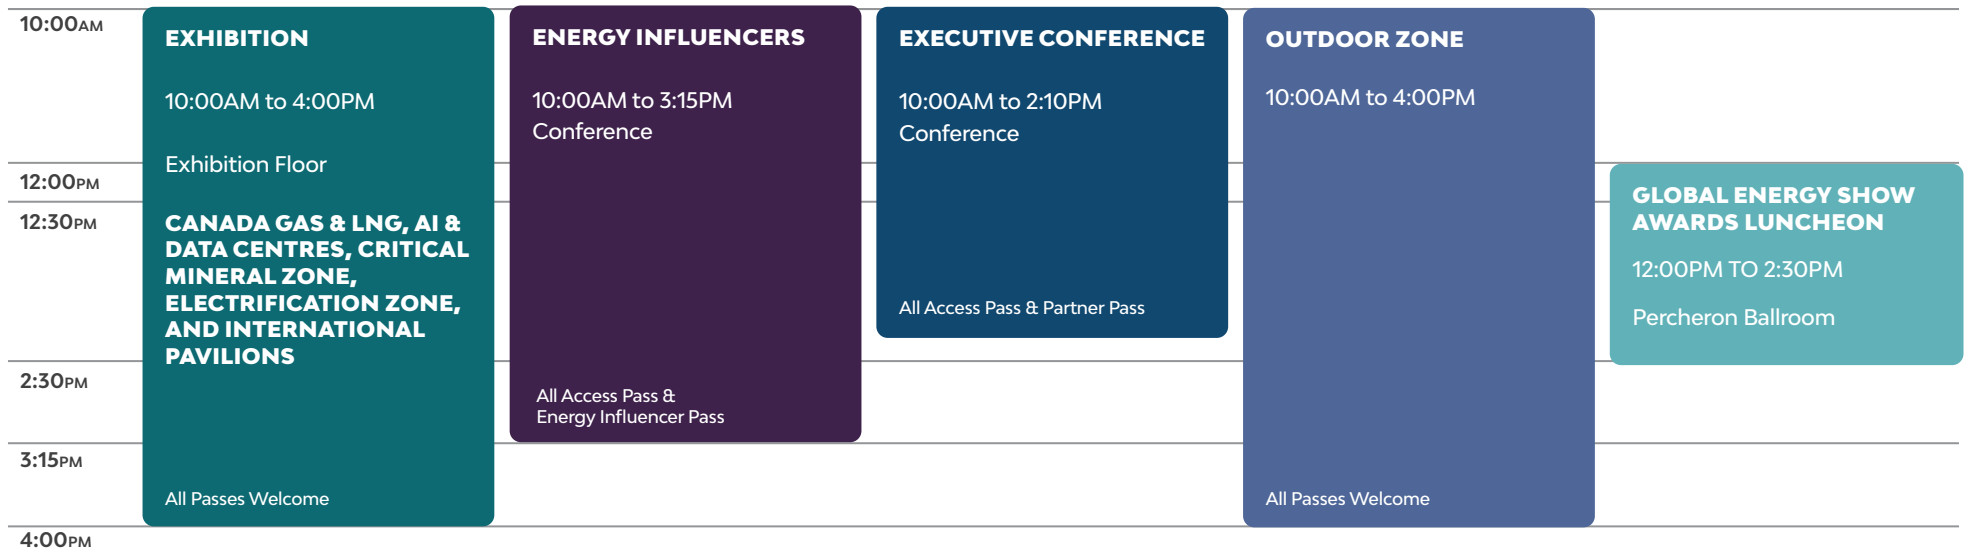 10:00AM
12:00PM
12:30PM
2:30PM
3:15PM
4:00PM
EXHIBITION
10:00AM to 4:00PM
Exhibition Floor
CANADA GAS & LNG, AI &
DATA CENTRES, CRITICAL
MINERAL ZONE,
ELECTRIFICATION ZONE,
AND INTERNATIONAL
PAVILIONS
All Passes Welcome
ENERGY INFLUENCERS
10:00AM to 3:15PM
Conference
All Access Pass &
Energy Influencer Pass
EXECUTIVE CONFERENCE
10:00AM to 2:10PM
Conference
All Access Pass & Partner Pass
OUTDOOR ZONE
10:00AM to 4:00PM
All Passes Welcome
GLOBAL ENERGY SHOW
AWARDS LUNCHEON
12:00PM TO 2:30PM
Percheron Ballroom